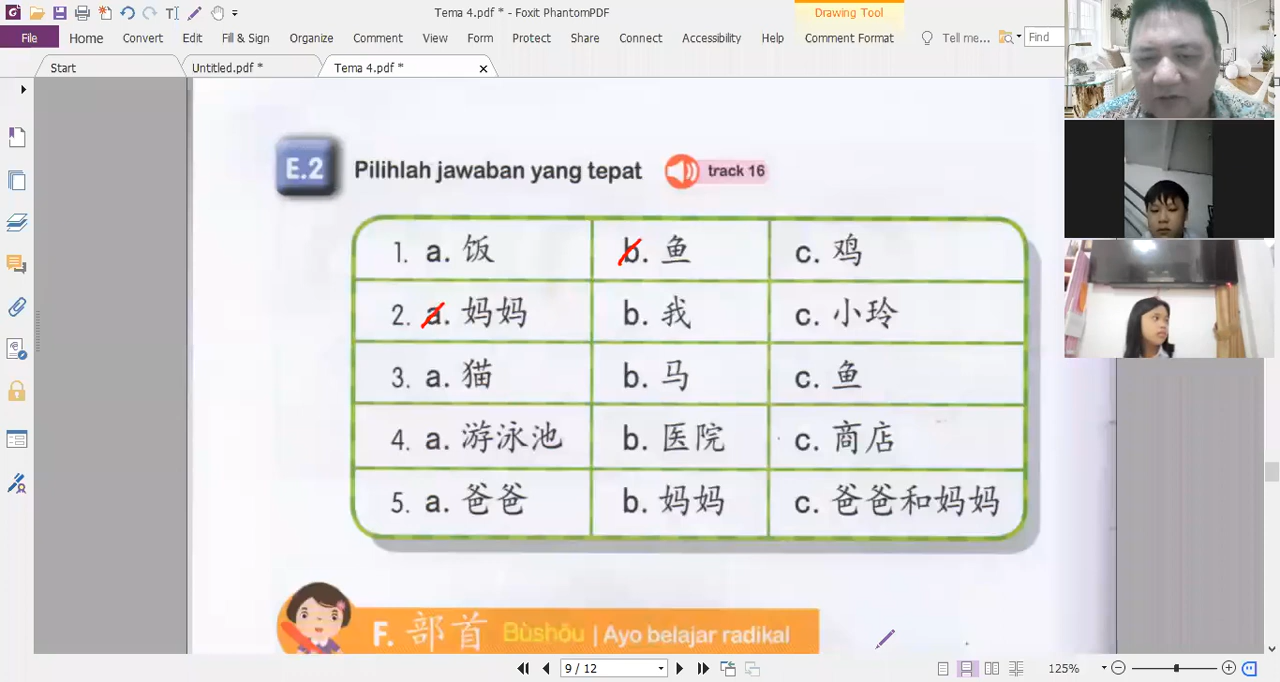 Tema 4.pdf * - Foxit PhantomPDF
Drawing Tool
File Home Convert Edit Fill & Sign Organize Comment View Form Protect Share Connect Accessibility Help Comment Format Tell me... Find
Start Untitled.pdf * Tema 4.pdf *
E.2 Pilihlah jawaban yang tepat track 16
1. a. 饭 b. 鱼 c. 鸡
2. a. 妈妈 b. 我 c. 小玲
3. a. 猫 b. 马 c. 鱼
4. a. 游泳池 b. 医院 c. 商店
5. a. 爸爸 b. 妈妈 c. 爸爸和妈妈
F. 部首 Bùshǒu | Ayo belajar radikal
9 / 12 125%